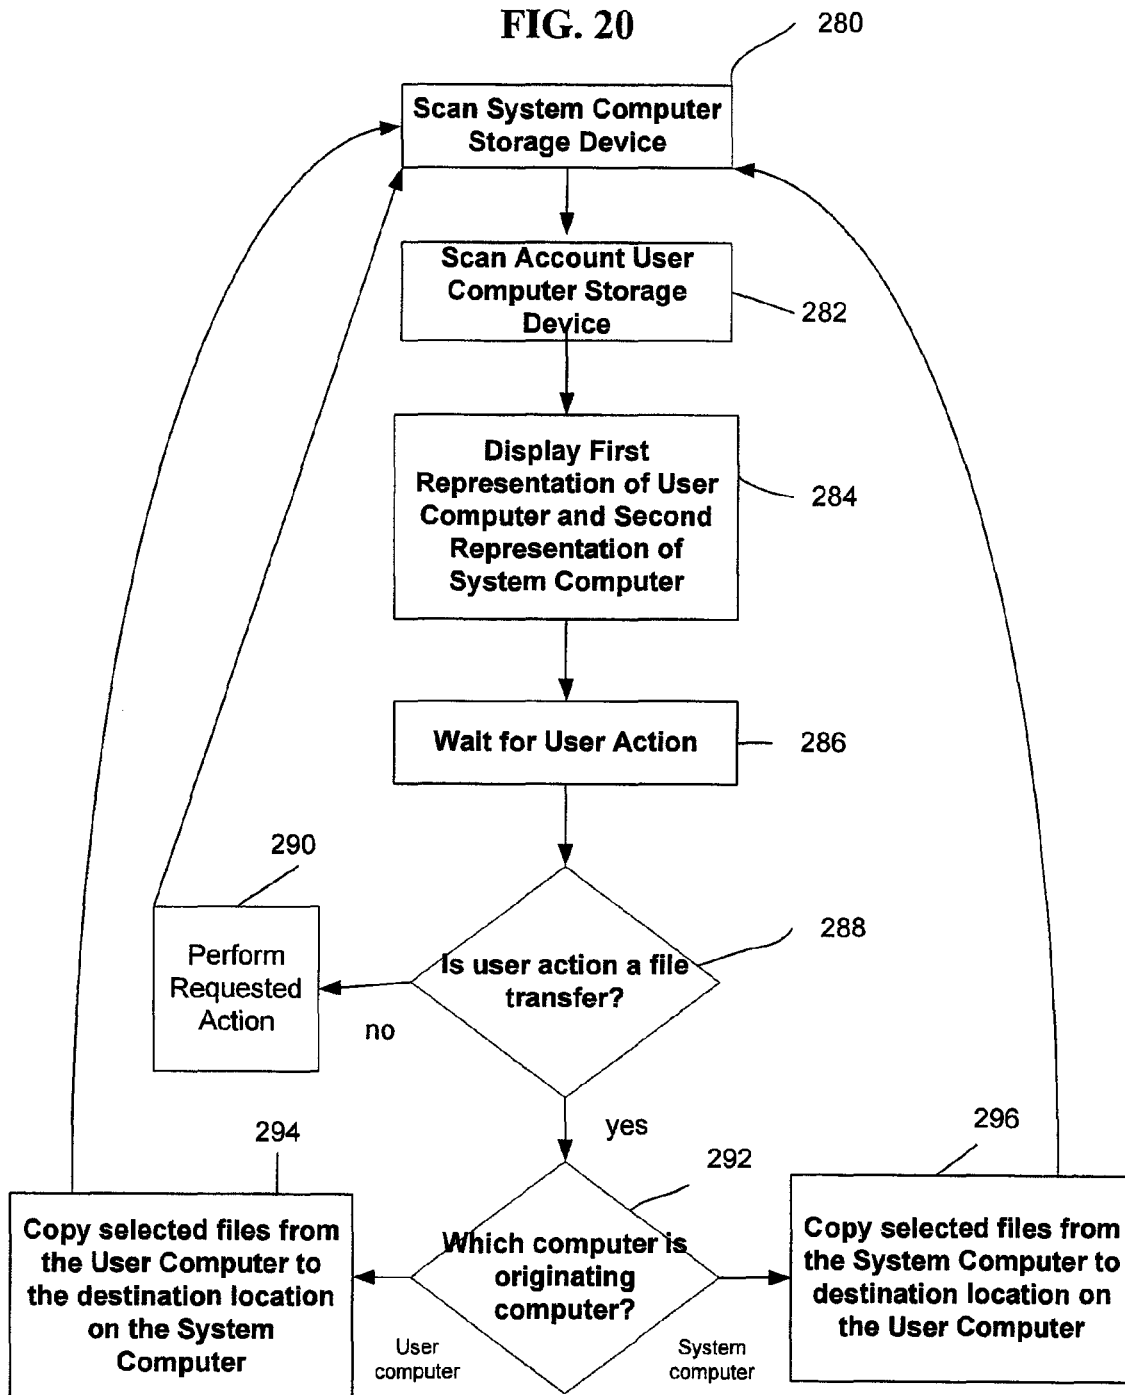 FIG. 20
280
Scan System Computer
Storage Device
Scan Account User
Computer Storage
Device
282
Display First
Representation of User
Computer and Second
Representation of
System Computer
284
Wait for User Action
286
290
Perform
Requested
Action
288
Is user action a file
transfer?
no
yes
294
292
296
Copy selected files from
the User Computer to
the destination location
on the System
Computer
Which computer is
originating
computer?
User
computer
System
computer
Copy selected files from
the System Computer to
destination location on
the User Computer